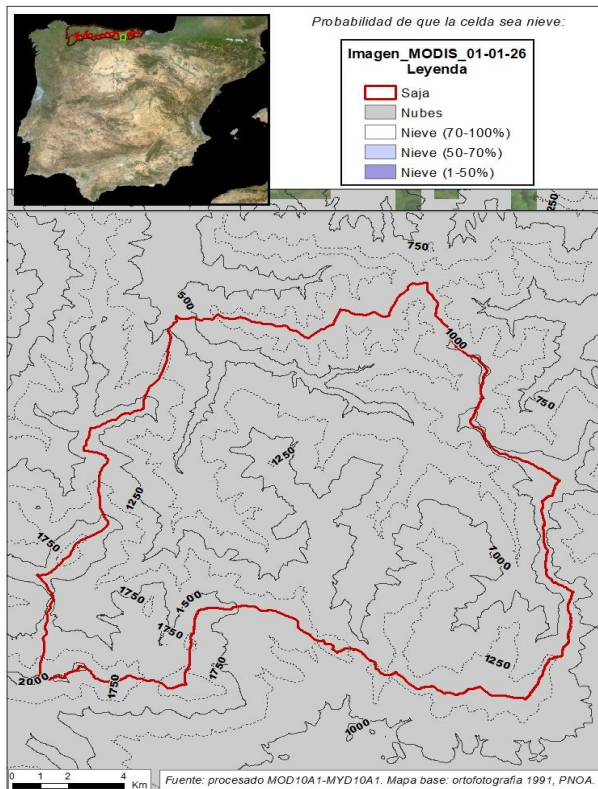 Probabilidad de que la celda sea nieve:
Imagen_MODIS_01-01-26
Leyenda
Saja
Nubes
Nieve (70-100%)
Nieve (50-70%)
Nieve (1-50%)
250
750
500
1000
750
1250
1250
1750
1000
1750
1500
1750
1750
1250
2000
1750
1000
0 1 2 4
Km
Fuente: procesado MOD10A1-MYD10A1. Mapa base: ortofotografia 1991, PNOA.